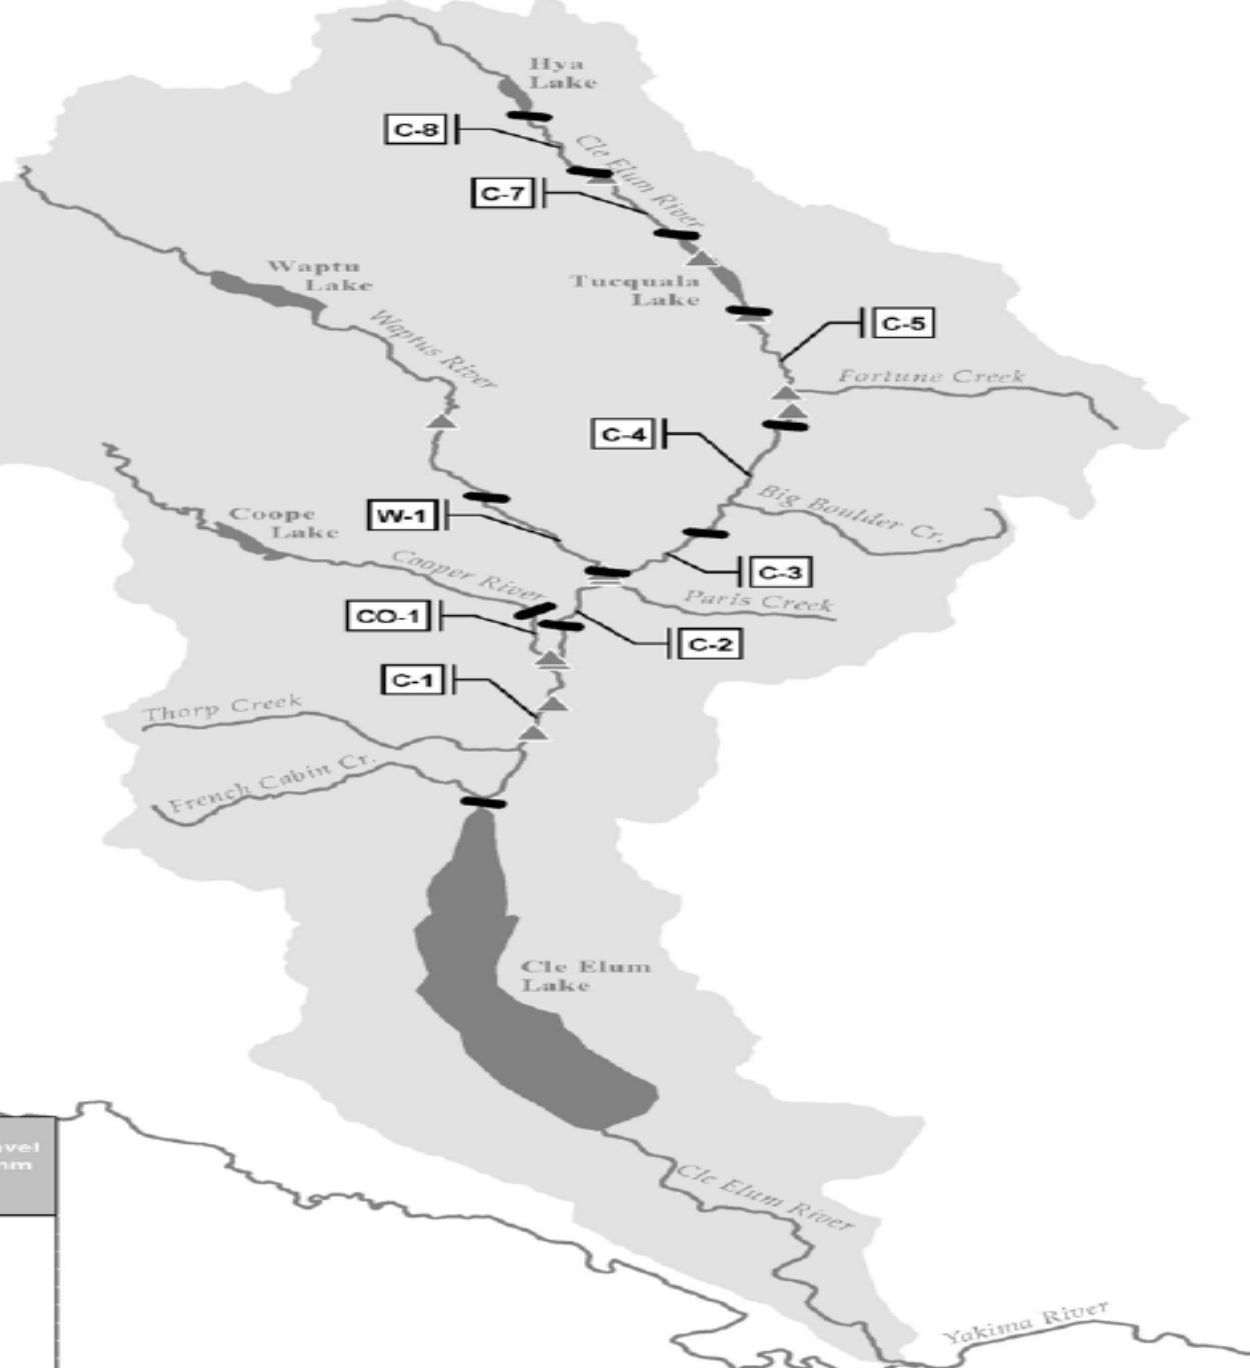 Hya
Lake
C-8
Cle Elum River
C-7
Waptu
Lake
Tucquala
Lake
Waptus River
C-5
Fortune Creek
C-4
Big Boulder Cr.
W-1
Coope
Lake
Cooper River
C-3
Paris Creek
CO-1
C-2
C-1
Thorp Creek
French Cabin Cr.
Cle Elum
Lake
avel
mm
Cle Elum River
Yakima River